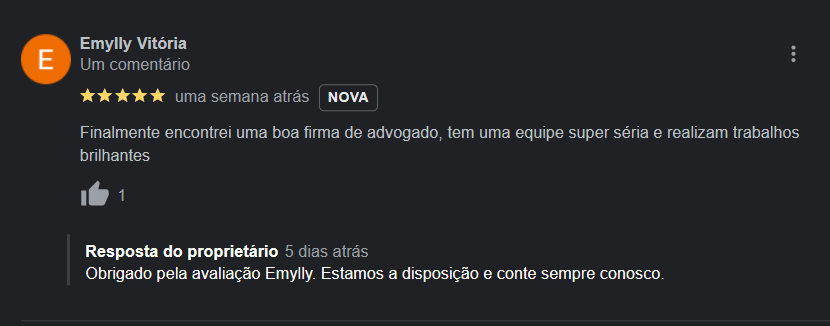 E
Emylly Vitória
Um comentário
uma semana atrás NOVA
Finalmente encontrei uma boa firma de advogado, tem uma equipe super séria e realizam trabalhos
brilhantes
1
Resposta do proprietário 5 dias atrás
Obrigado pela avaliação Emylly. Estamos a disposição e conte sempre conosco.